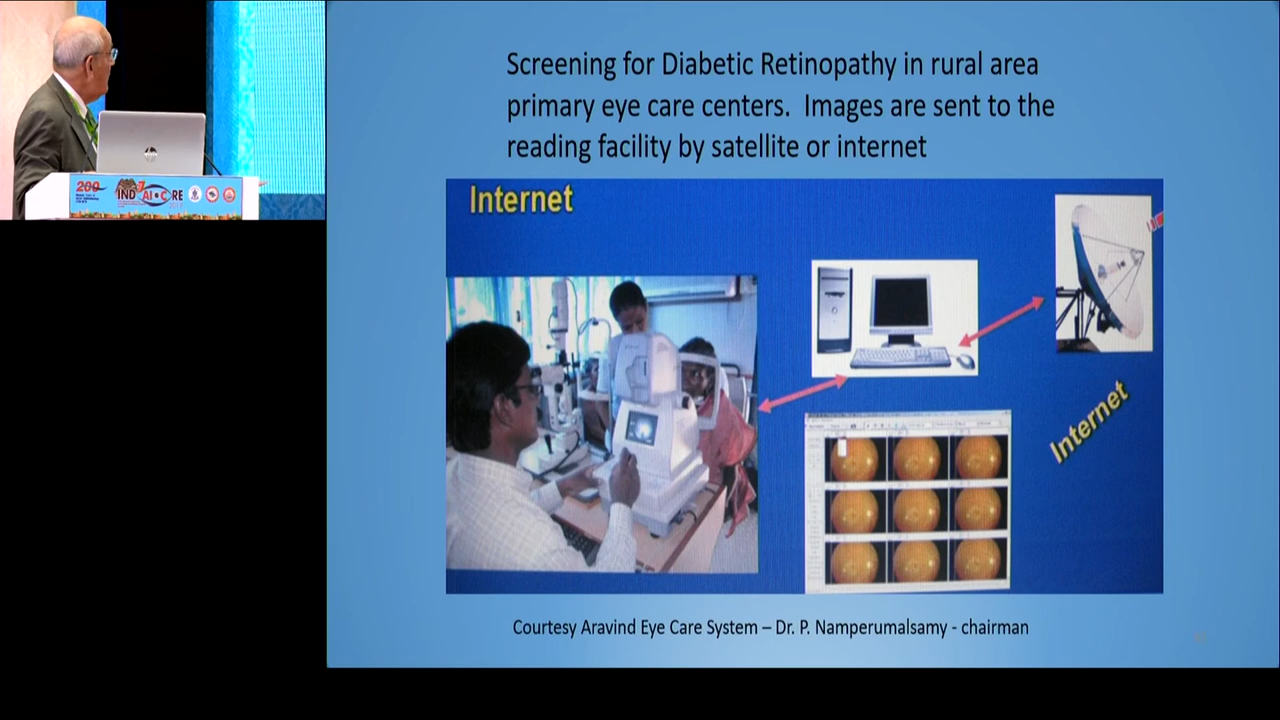 Screening for Diabetic Retinopathy in rural area
primary eye care centers.  Images are sent to the
reading facility by satellite or internet
Internet
Internet
Courtesy Aravind Eye Care System – Dr. P. Namperumalsamy - chairman
200